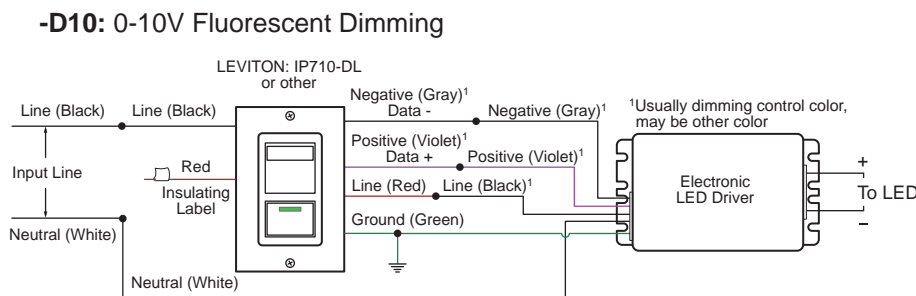 -D10: 0-10V Fluorescent Dimming
LEVITON: IP710-DL
or other
Line (Black)
Line (Black)
Negative (Gray)¹
Data -
Negative (Gray)¹
¹Usually dimming control color,
may be other color
Positive (Violet)¹
Data +
Positive (Violet)¹
Input Line
Red
Insulating
Label
Line (Red)
Line (Black)¹
Electronic
LED Driver
+
To LED
−
Ground (Green)
Neutral (White)
Neutral (White)